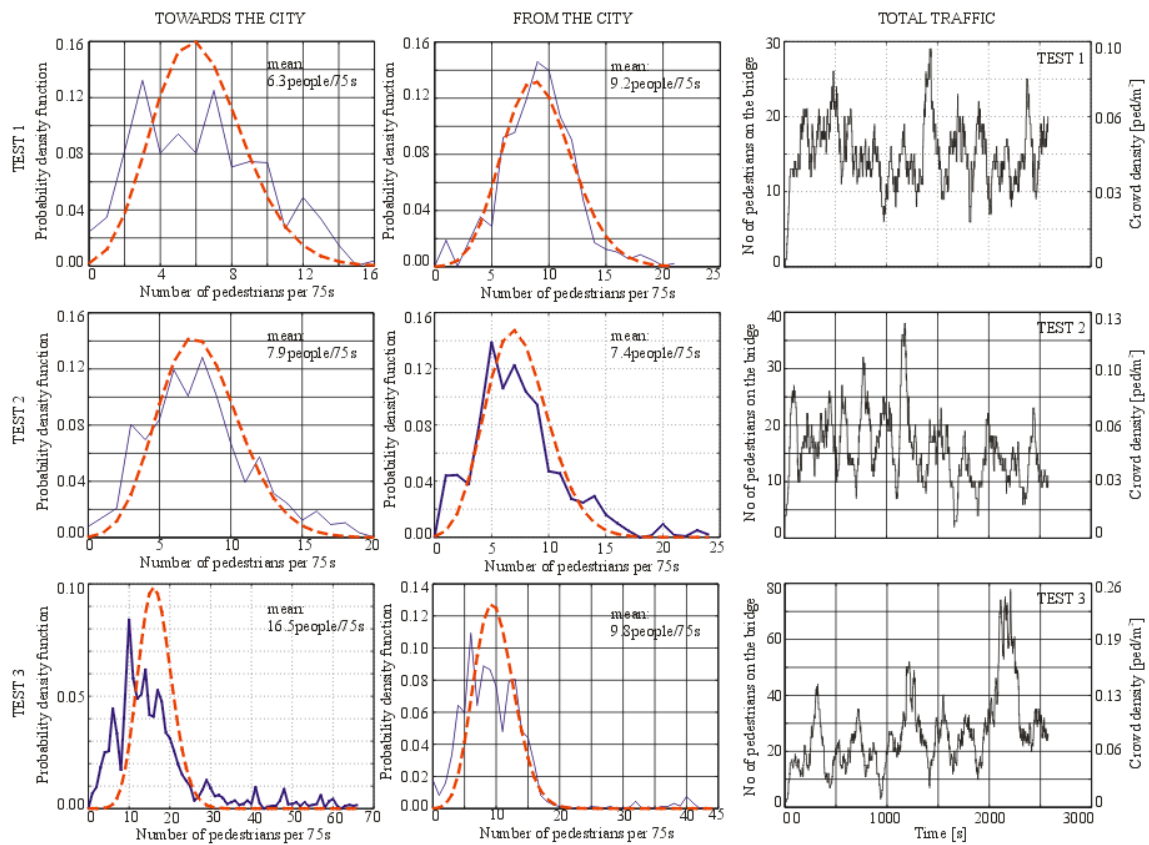 TOWARDS THE CITY
FROM THE CITY
TOTAL TRAFFIC
TEST 1
Probability density function
0.16
0.12
0.08
0.04
0.00
mean:
6.3people/75s
0 4 8 12 16
Number of pedestrians per 75s
Probability density function
0.16
0.12
0.08
0.04
0.00
mean:
9.2people/75s
0 5 10 15 20 25
Number of pedestrians per 75s
No of pedestrians on the bridge
30
20
10
0
TEST 1
0.10
0.06
0.03
0
Crowd density [ped/m²]
TEST 2
Probability density function
0.16
0.12
0.08
0.04
0.00
mean:
7.9people/75s
0 5 10 15 20
Number of pedestrians per 75s
Probability density function
0.16
0.12
0.08
0.04
0.00
mean:
7.4people/75s
0 5 10 15 20 25
Number of pedestrians per 75s
No of pedestrians on the bridge
40
30
20
10
0
TEST 2
0.13
0.10
0.06
0.03
0
Crowd density [ped/m²]
TEST 3
Probability density function
0.10
0.05
0.00
mean:
16.5people/75s
0 10 20 30 40 50 60 70
Number of pedestrians per 75s
Probability density function
0.14
0.12
0.10
0.08
0.06
0.04
0.02
0.00
mean:
9.8people/75s
0 10 20 30 40 45
Number of pedestrians per 75s
No of pedestrians on the bridge
80
60
40
20
0
TEST 3
0.26
0.19
0.13
0.06
0
Crowd density [ped/m²]
0 1000 2000 3000
Time [s]